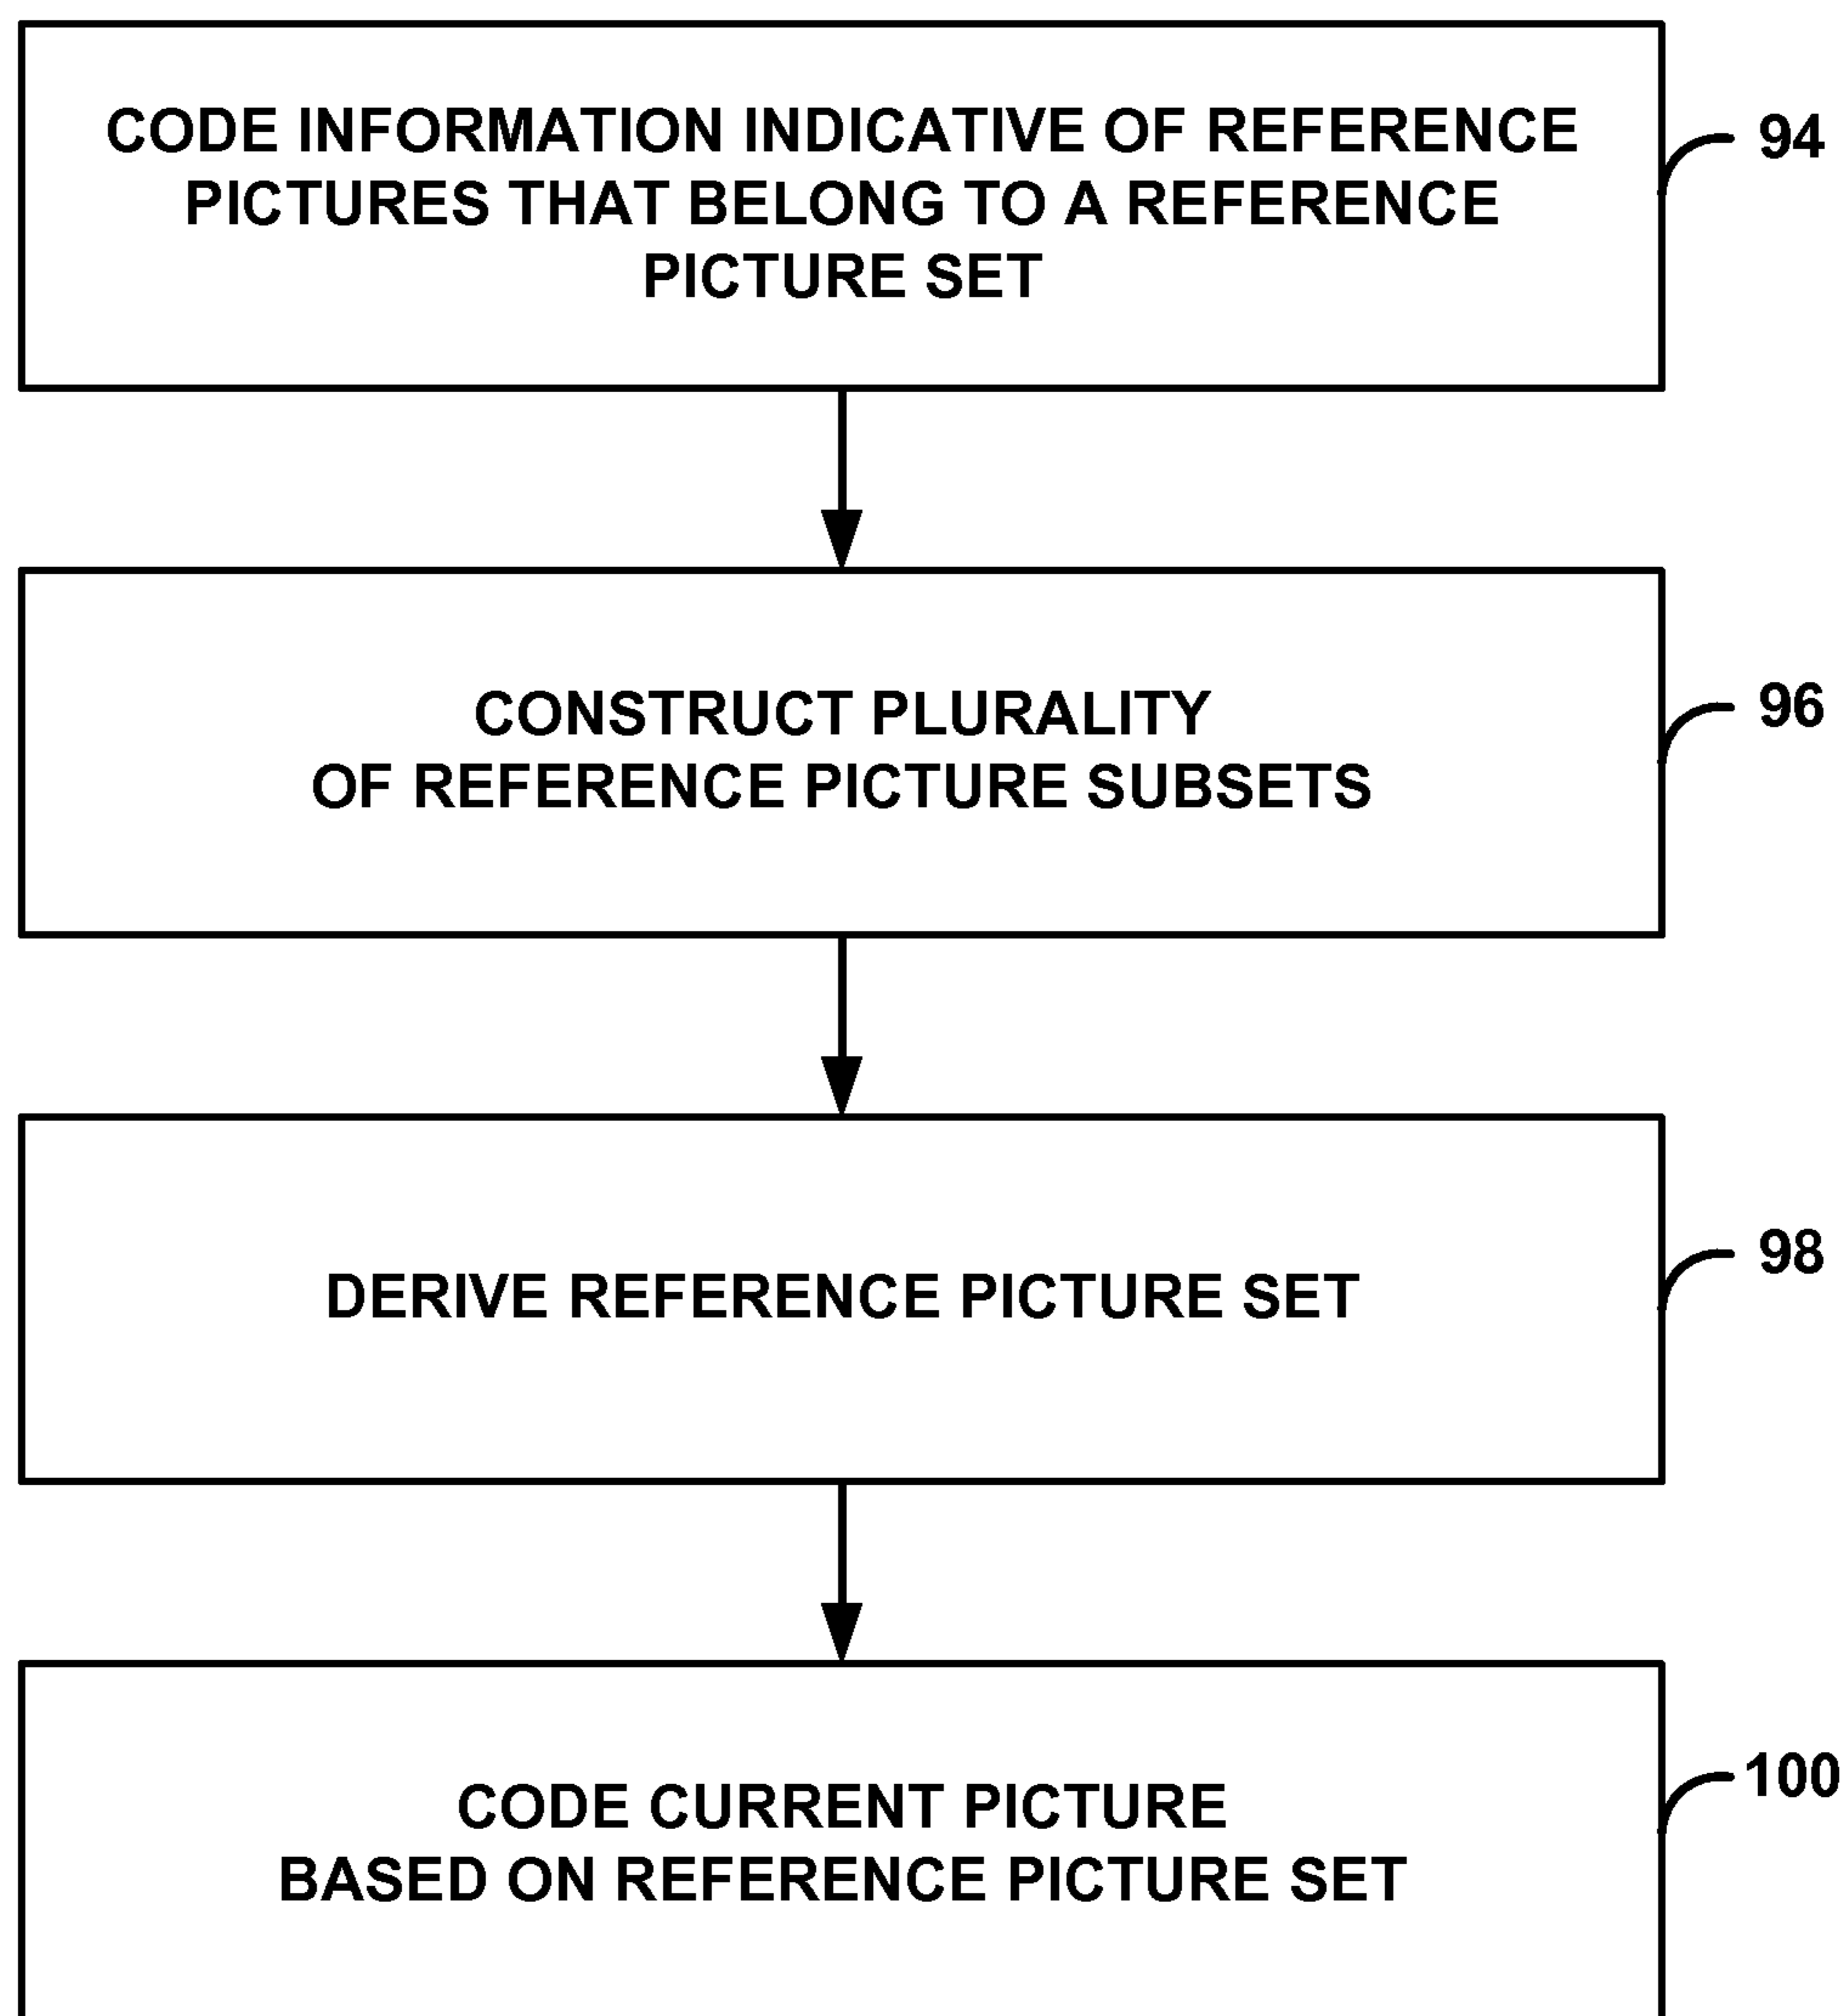 CODE INFORMATION INDICATIVE OF REFERENCE
PICTURES THAT BELONG TO A REFERENCE
PICTURE SET
94
CONSTRUCT PLURALITY
OF REFERENCE PICTURE SUBSETS
96
DERIVE REFERENCE PICTURE SET
98
CODE CURRENT PICTURE
BASED ON REFERENCE PICTURE SET
100